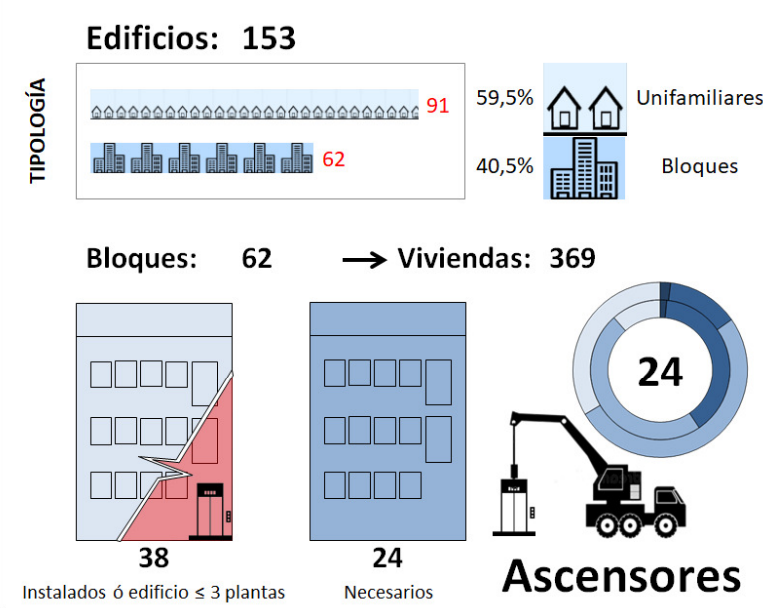 Edificios: 153
TIPOLOGÍA
91
59,5%
Unifamiliares
62
40,5%
Bloques
Bloques: 62 → Viviendas: 369
24
38
24
Instalados ó edificio ≤ 3 plantas
Necesarios
Ascensores